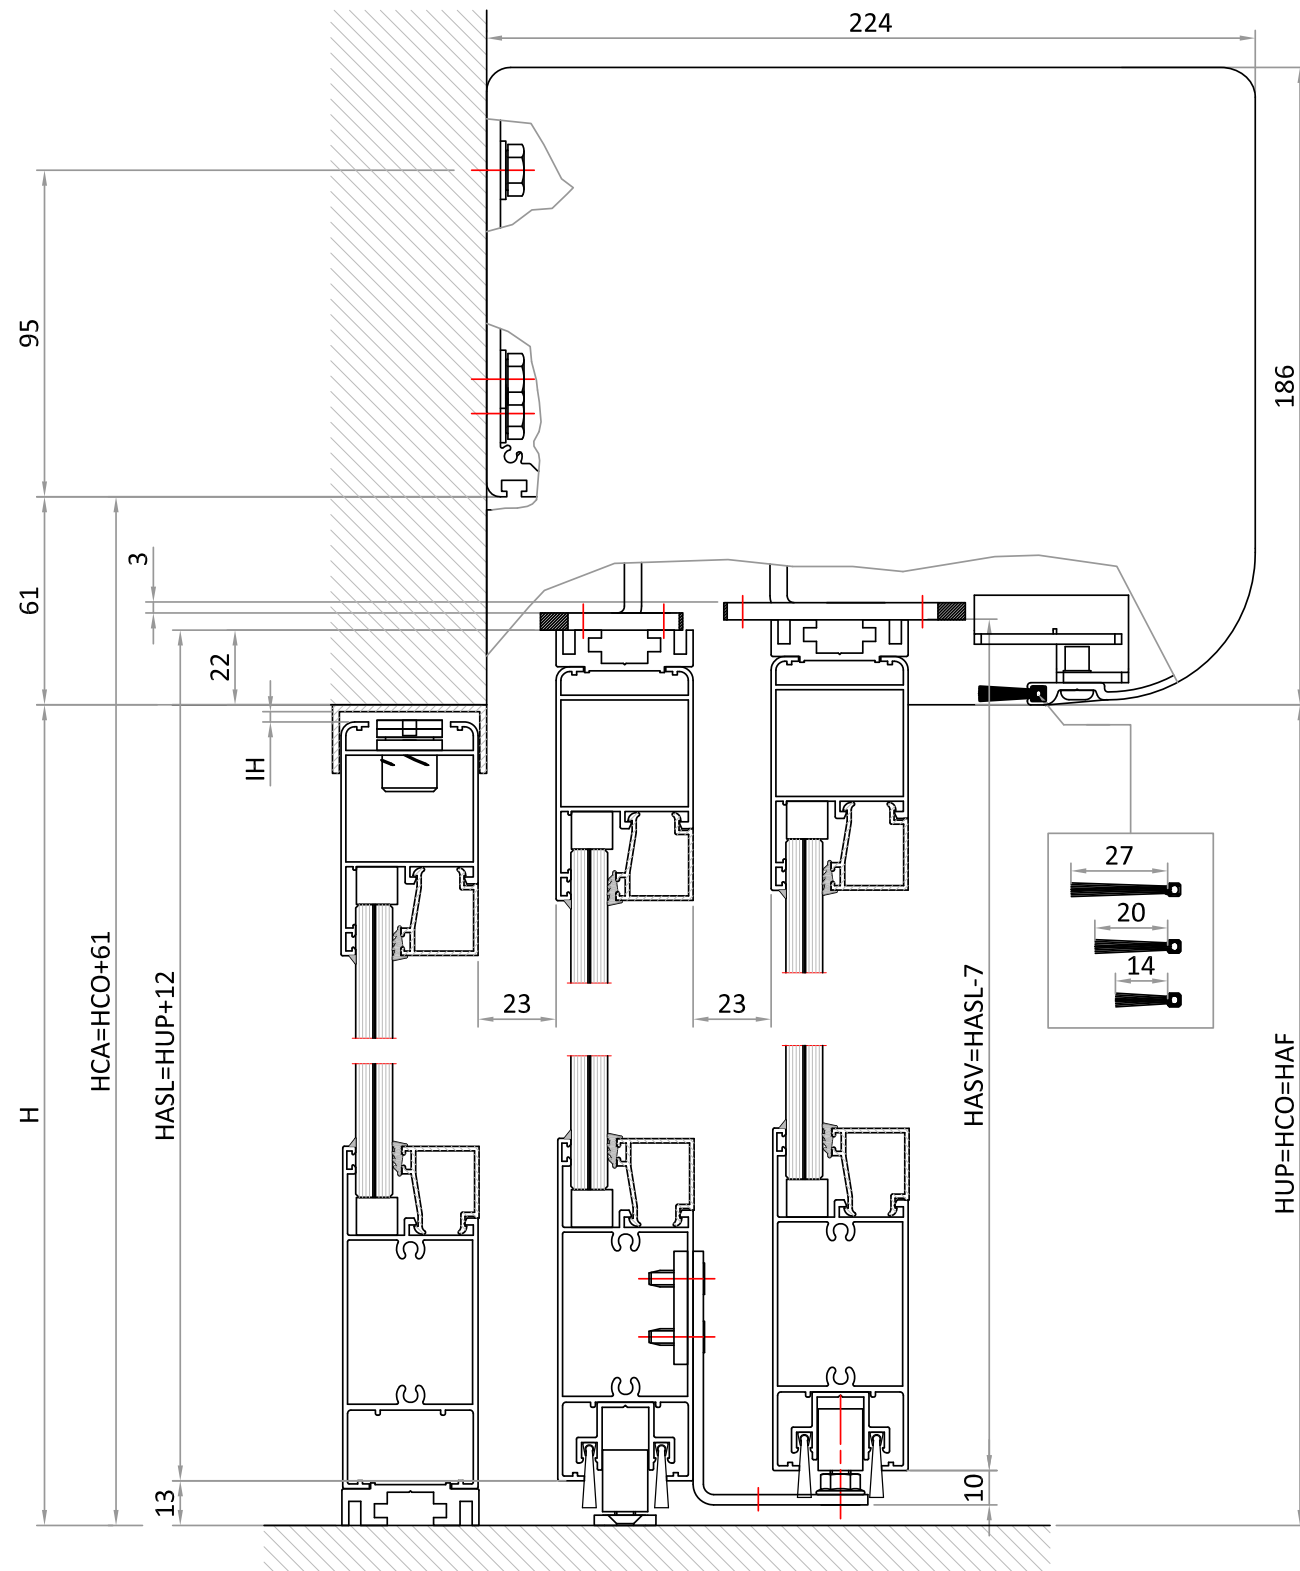 224
95
186
3
61
22
IH
27
20
14
23
23
HCA=HCO+61
HASL=HUP+12
HASV=HASL-7
H
HUP=HCO=HAF
13
10